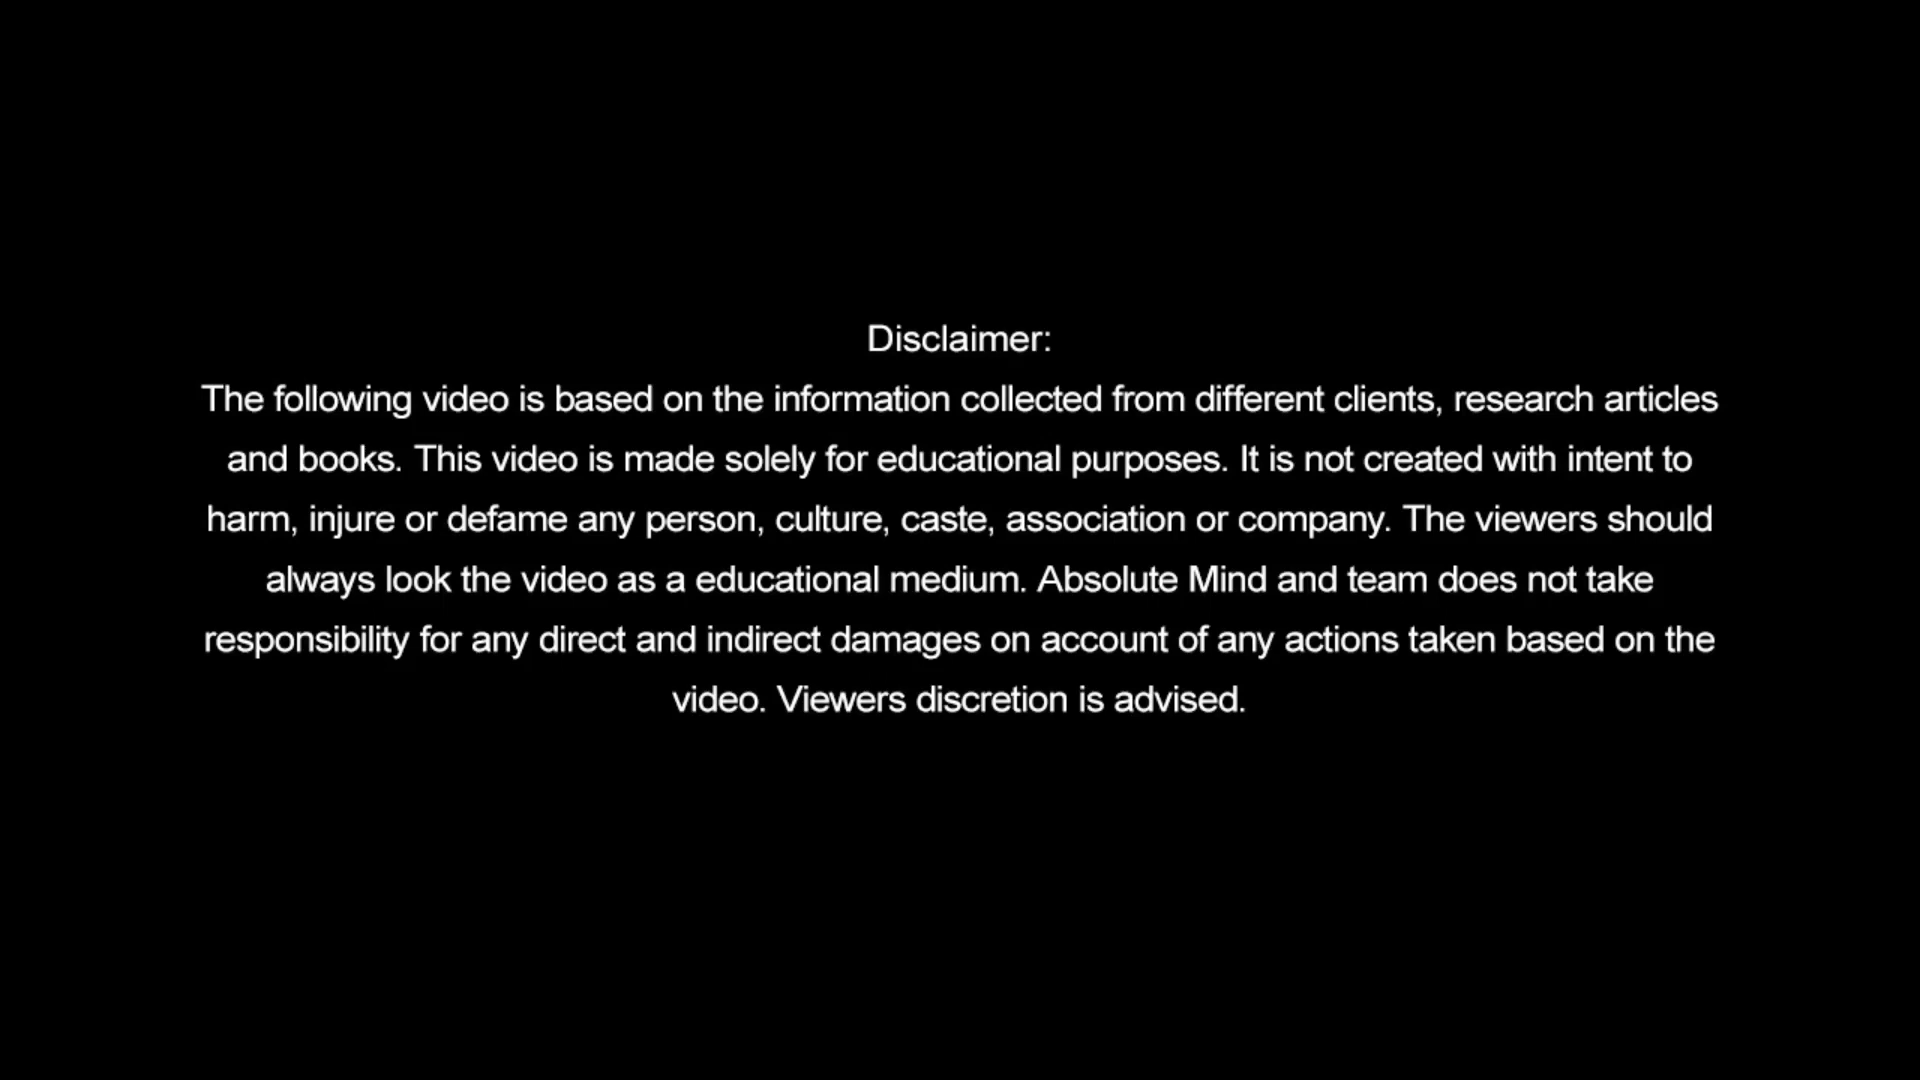 Disclaimer:
The following video is based on the information collected from different clients, research articles
and books. This video is made solely for educational purposes. It is not created with intent to
harm, injure or defame any person, culture, caste, association or company. The viewers should
always look the video as a educational medium. Absolute Mind and team does not take
responsibility for any direct and indirect damages on account of any actions taken based on the
video. Viewers discretion is advised.